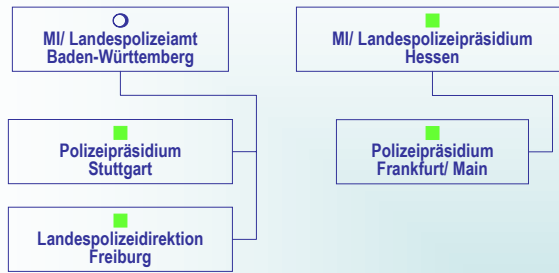 MI/ Landespolizeiamt
Baden-Württemberg
MI/ Landespolizeipräsidium
Hessen
Polizeipräsidium
Stuttgart
Polizeipräsidium
Frankfurt/ Main
Landespolizeidirektion
Freiburg